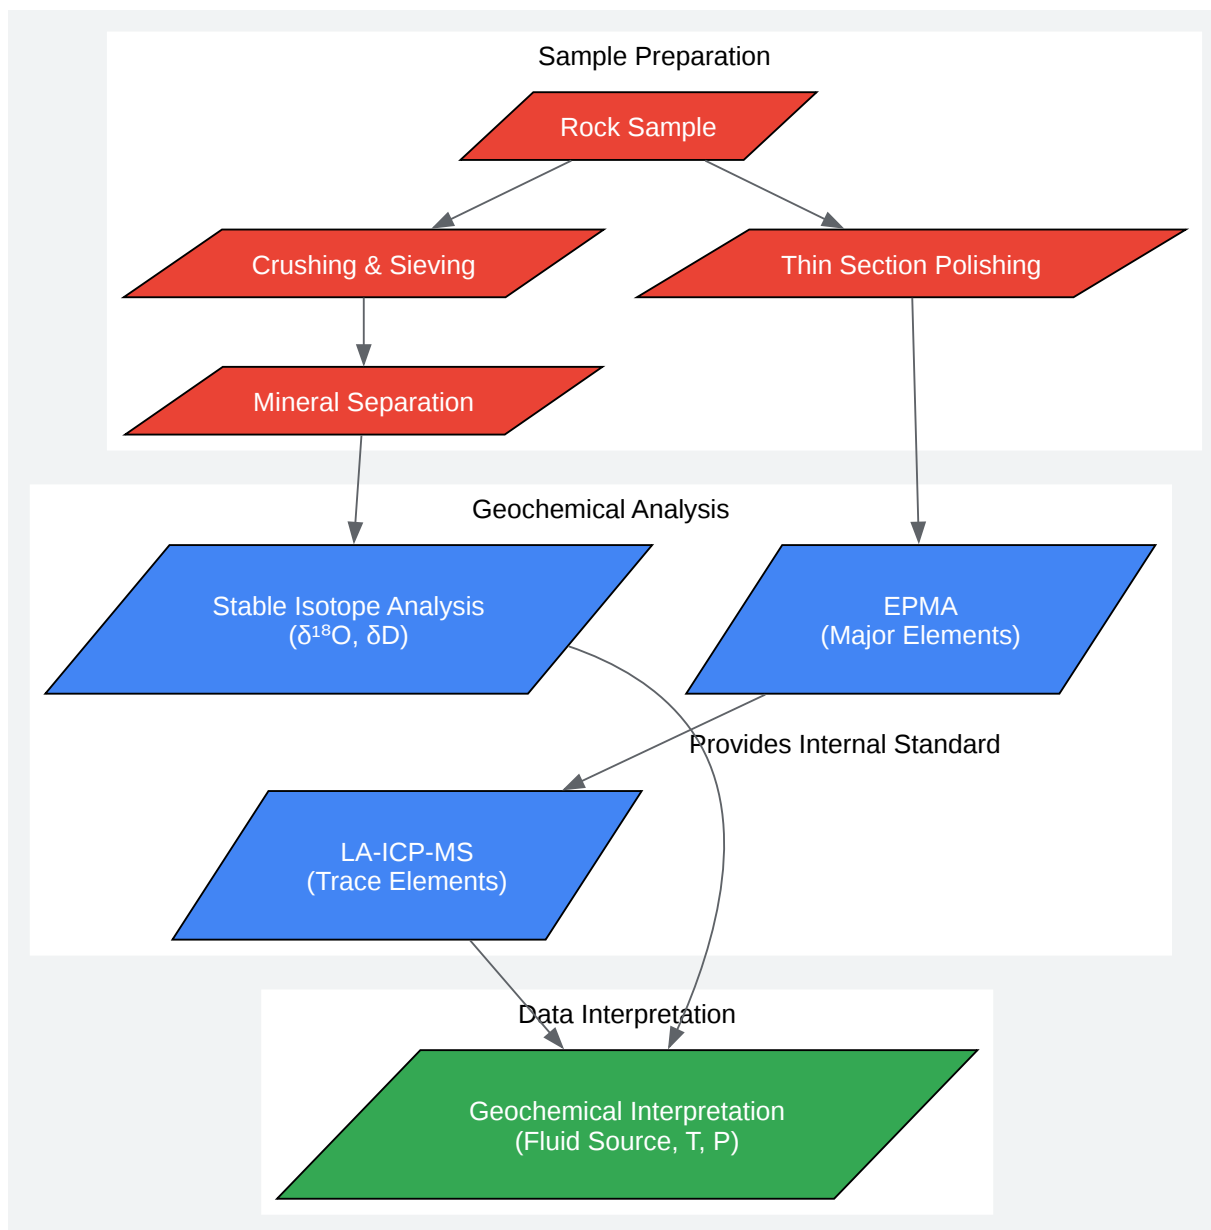 Sample Preparation
Rock Sample
Crushing & Sieving
Thin Section Polishing
Mineral Separation
Geochemical Analysis
Stable Isotope Analysis
(δ¹⁸O, δD)
EPMA
(Major Elements)
Provides Internal Standard
LA-ICP-MS
(Trace Elements)
Data Interpretation
Geochemical Interpretation
(Fluid Source, T, P)